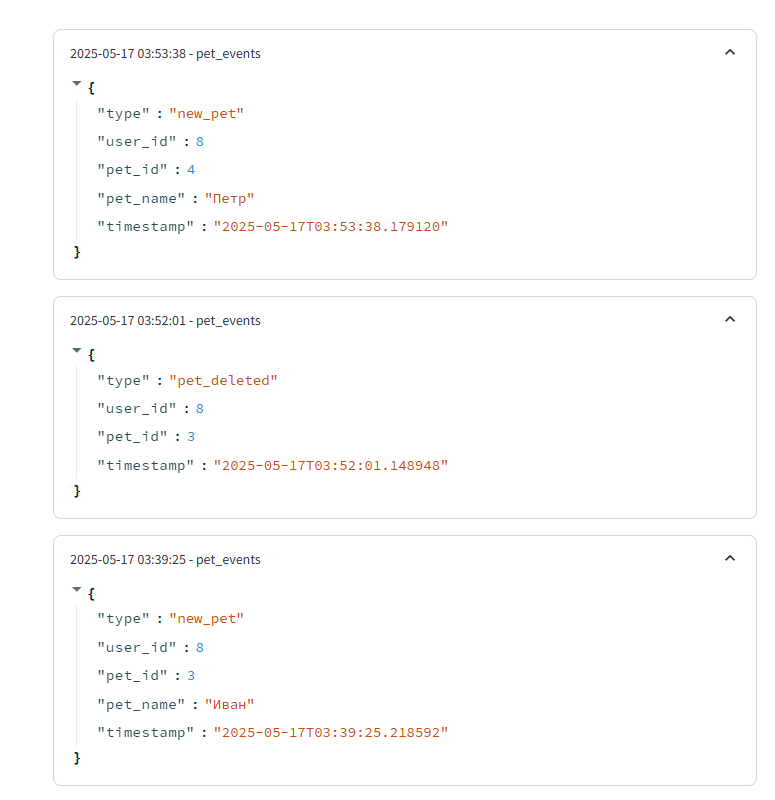 2025-05-17 03:53:38 - pet_events
{
"type" : "new_pet"
"user_id" : 8
"pet_id" : 4
"pet_name" : "Петр"
"timestamp" : "2025-05-17T03:53:38.179120"
}
2025-05-17 03:52:01 - pet_events
{
"type" : "pet_deleted"
"user_id" : 8
"pet_id" : 3
"timestamp" : "2025-05-17T03:52:01.148948"
}
2025-05-17 03:39:25 - pet_events
{
"type" : "new_pet"
"user_id" : 8
"pet_id" : 3
"pet_name" : "Иван"
"timestamp" : "2025-05-17T03:39:25.218592"
}